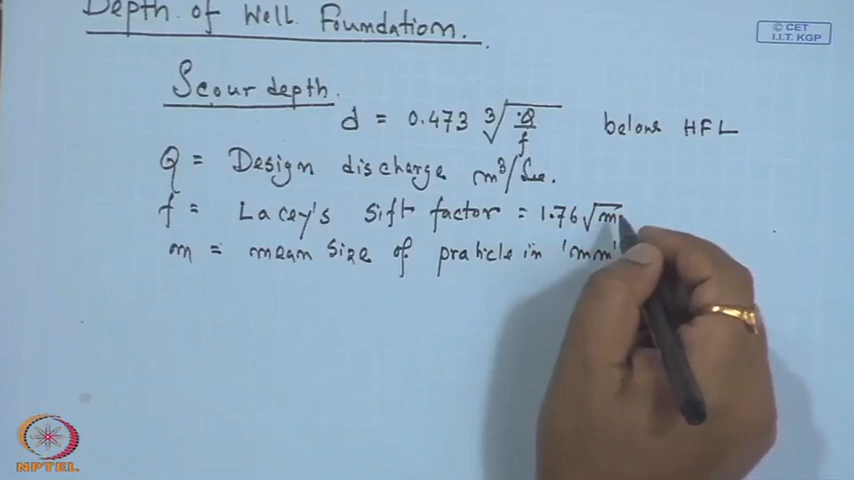 Depth of Well Foundation.
© CET
I.I.T. KGP
Scour depth.
d = 0.473 ∛(Q/f) below HFL
Q = Design discharge m³/Sec.
f = Lacey's silt factor = 1.76 √m
m = mean size of praticle in 'mm'
NPTEL